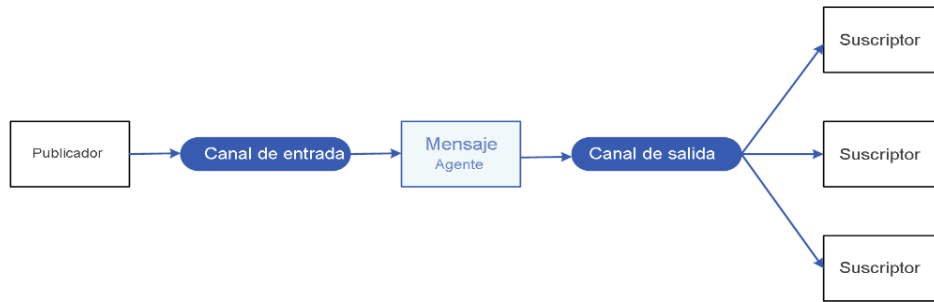 Suscriptor
Publicador
Canal de entrada
Mensaje
Agente
Canal de salida
Suscriptor
Suscriptor